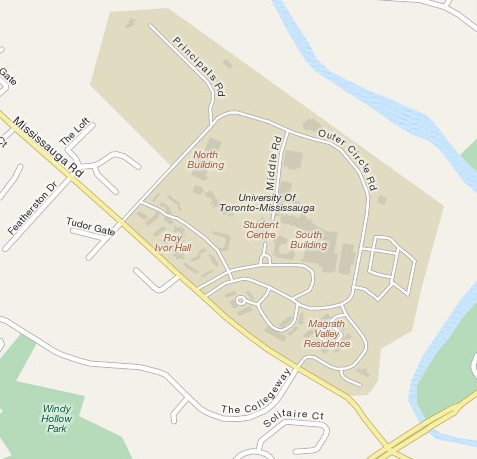 Principals Rd
Gate
Mississauga Rd
Ct
The Loft
Outer Circle Rd
Middle Rd
North
Building
Featherston Dr
University Of
Toronto-Mississauga
Tudor Gate
Student
Centre
Roy
Ivor Hall
South
Building
Magrath
Valley
Residence
The Collegeway
Solitaire Ct
Windy
Hollow
Park